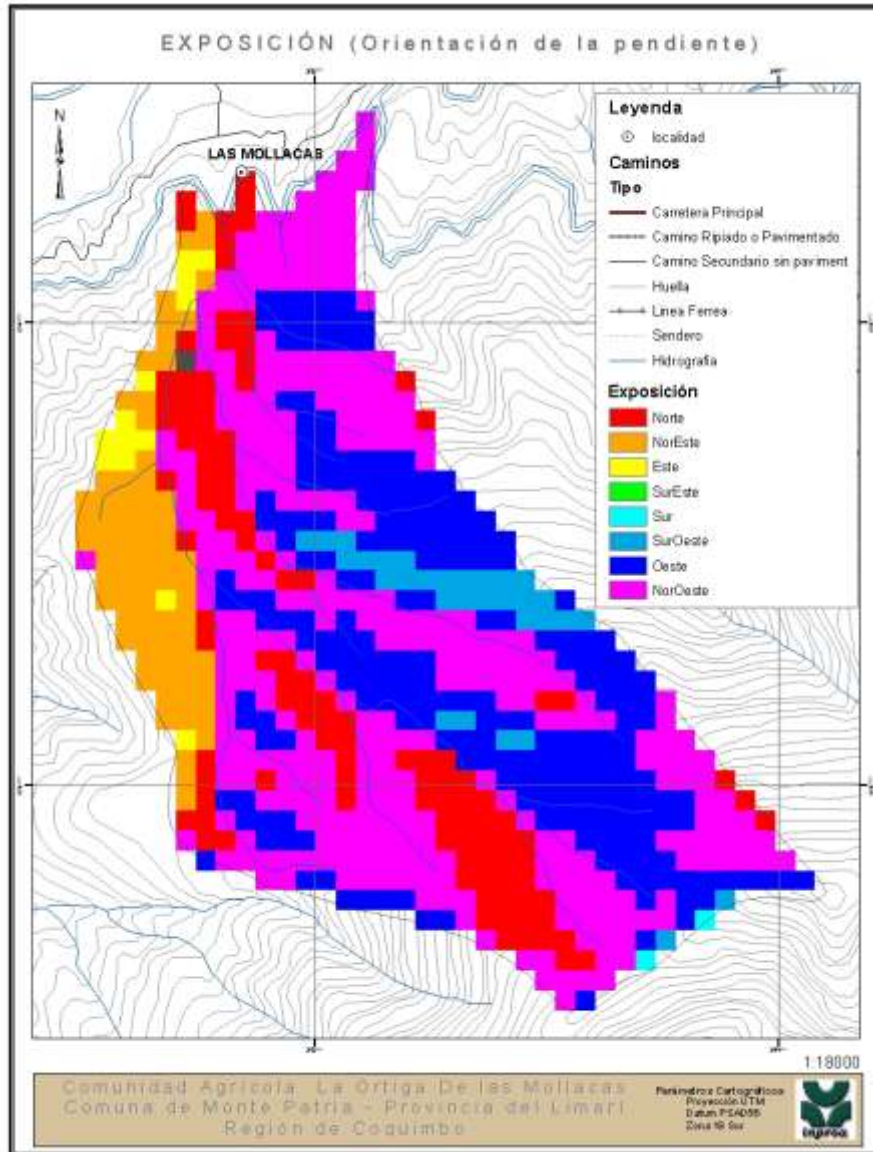 EXPOSICIÓN (Orientación de la pendiente)
N
LAS MOLLACAS
Leyenda
localidad
Caminos
Tipo
Carretera Principal
Camino Ripiado o Pavimentado
Camino Secundario sin paviment
Huella
Linea Ferrea
Sendero
Hidrografia
Exposición
Norte
NorEste
Este
SurEste
Sur
SurOeste
Oeste
NorOeste
1:18000
Comunidad Agrícola La Ortiga De las Mollacas
Comuna de Monte Patria - Provincia del Limarí
Región de Coquimbo
Parámetros Cartográficos
Proyección UTM
Datum PSAD56
Zona 19 Sur